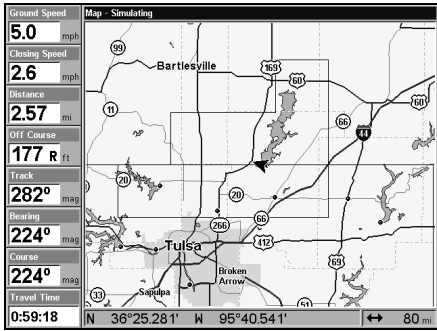 Ground Speed
5.0 mph
Closing Speed
2.6 mph
Distance
2.57 mi
Off Course
177 R ft
Track
282° mag
Bearing
224° mag
Course
224° mag
Travel Time
0:59:18
Map - Simulating
99
Bartlesville
169
60
60
11
66
44
20
20
266
66
Tulsa
412
Broken
Arrow
69
Sapulpa
33
51
N 36°25.281' W 95°40.541' ↔ 80 mi